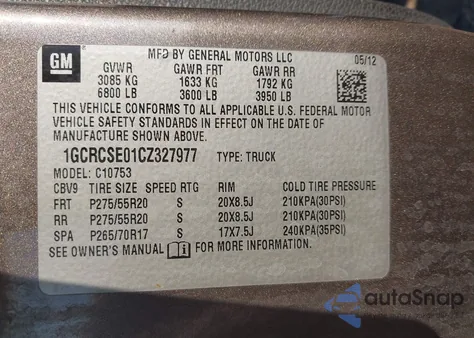 GM
MFD BY GENERAL MOTORS LLC 05/12
GVWR GAWR FRT GAWR RR
3085 KG 1633 KG 1792 KG
6800 LB 3600 LB 3950 LB
THIS VEHICLE CONFORMS TO ALL APPLICABLE U.S. FEDERAL MOTOR
VEHICLE SAFETY STANDARDS IN EFFECT ON THE DATE OF
MANUFACTURE SHOWN ABOVE.
1GCRCSE01CZ327977 TYPE: TRUCK
MODEL: C10753
CBV9 TIRE SIZE SPEED RTG RIM COLD TIRE PRESSURE
FRT P275/55R20 S 20X8.5J 210KPA(30PSI)
RR P275/55R20 S 20X8.5J 210KPA(30PSI)
SPA P265/70R17 S 17X7.5J 240KPA(35PSI)
SEE OWNER'S MANUAL FOR MORE INFORMATION.
autoSnap